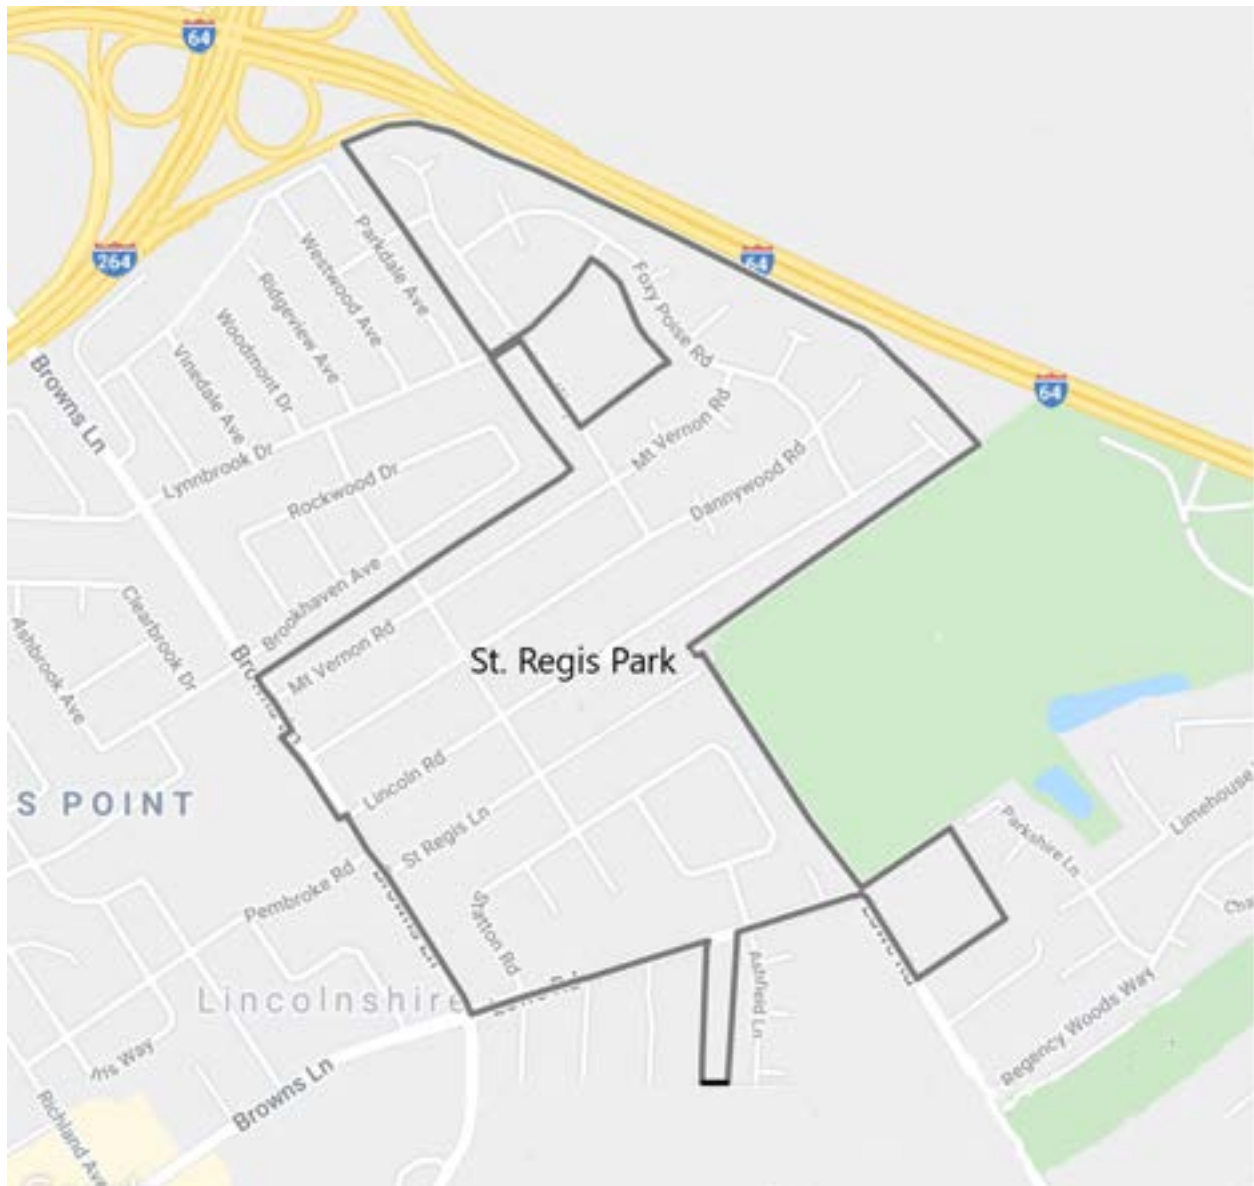 64
264
64
64
Parkdale Ave
Westwood Ave
Ridgeview Ave
Woodmont Dr
Vinedale Ave
Foxy Poise Rd
Browns Ln
Mt Vernon Rd
Lynnbrook Dr
Rockwood Dr
Dannywood Rd
Brookhaven Ave
Clearbrook Dr
Ashbrook Ave
Mt Vernon Rd
St. Regis Park
Lincoln Rd
S POINT
St Regis Ln
Limehouse
Parkshire Ln
Pembroke Rd
Browns Ln
Ashfield Ln
Lincolnshire
Regency Woods Way
Browns Ln
Richland Ave